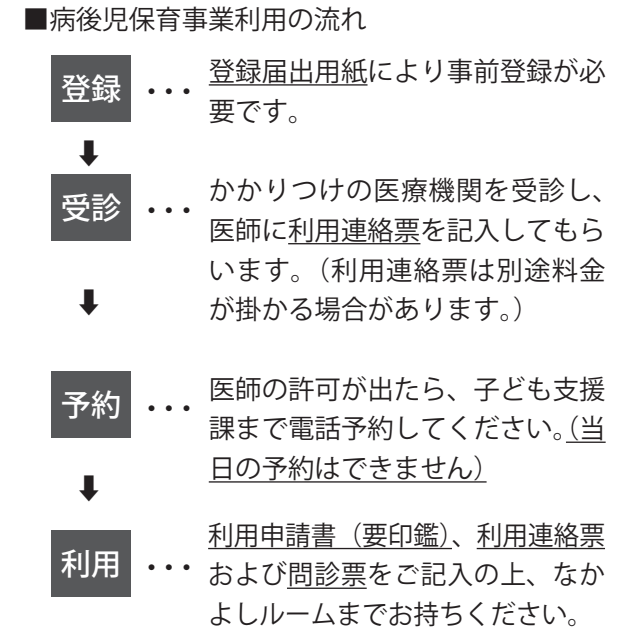 ■病後児保育事業利用の流れ
登録 ・・・ 登録届出用紙により事前登録が必
要です。
⬇
受診 ・・・ かかりつけの医療機関を受診し、
医師に利用連絡票を記入してもら
います。（利用連絡票は別途料金
が掛かる場合があります。）
⬇
予約 ・・・ 医師の許可が出たら、子ども支援
課まで電話予約してください。（当
日の予約はできません）
⬇
利用 ・・・ 利用申請書（要印鑑）、利用連絡票
および問診票をご記入の上、なか
よしルームまでお持ちください。